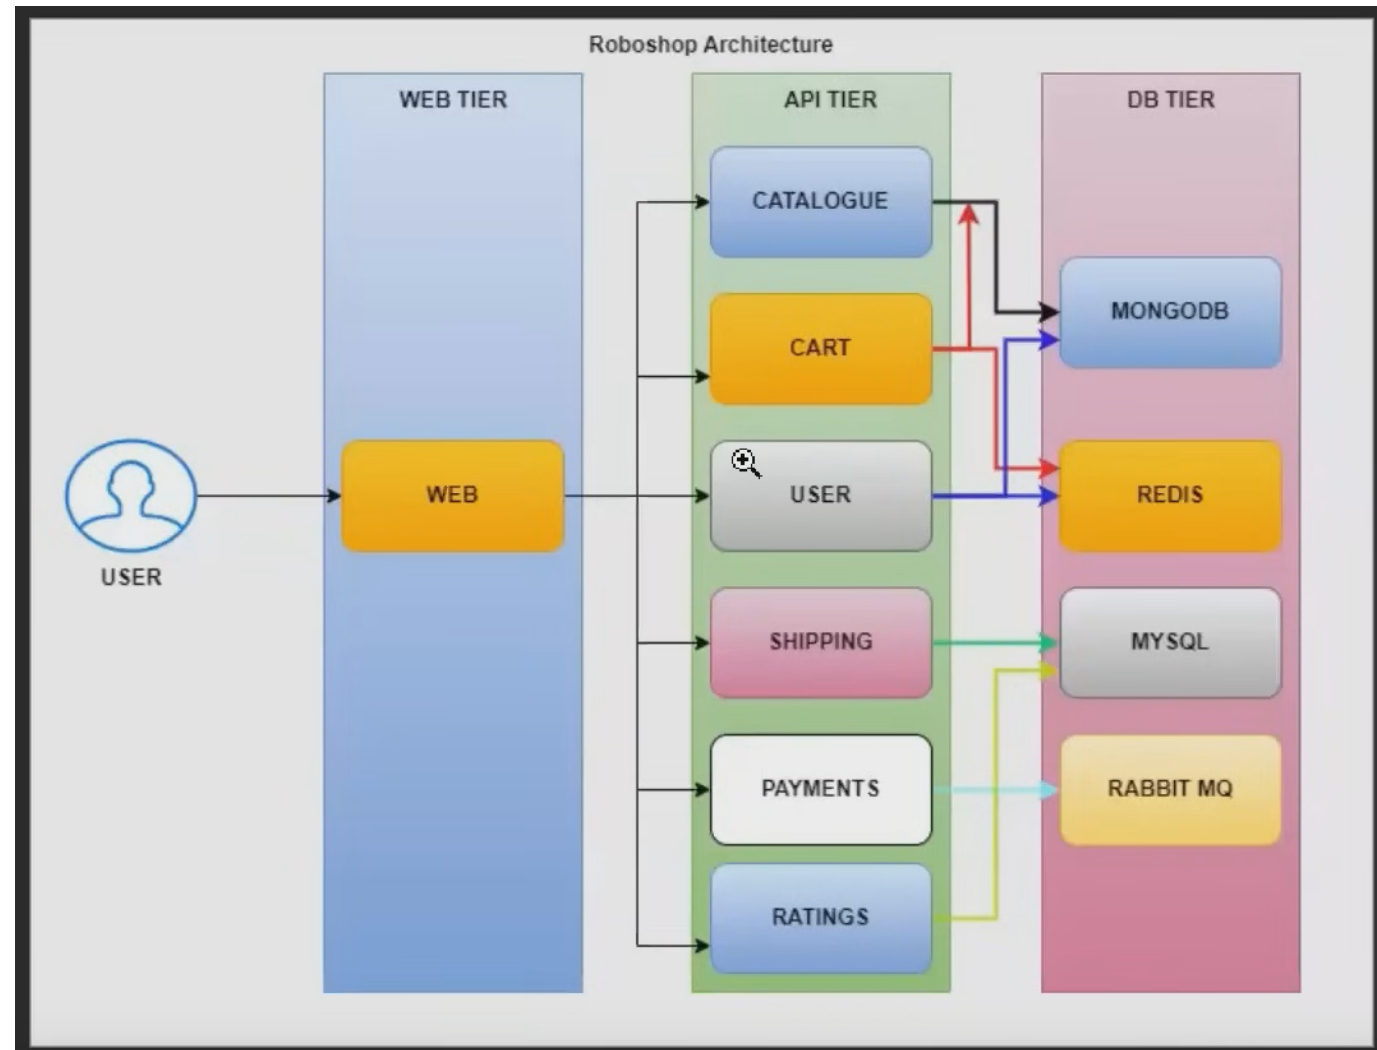 Roboshop Architecture
WEB TIER
API TIER
DB TIER
CATALOGUE
MONGODB
CART
USER
WEB
USER
REDIS
SHIPPING
MYSQL
PAYMENTS
RABBIT MQ
RATINGS